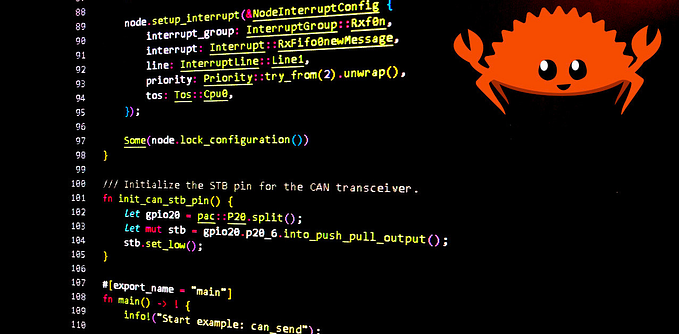 88
89 node.setup_interrupt(&NodeInterruptConfig {
90 interrupt_group: InterruptGroup::Rxf0n,
91 interrupt: Interrupt::RxFifo0newMessage,
92 line: InterruptLine::Line1,
93 priority: Priority::try_from(2).unwrap(),
94 tos: Tos::Cpu0,
95 });
96
97 Some(node.lock_configuration())
98 }
99
100 /// Initialize the STB pin for the CAN transceiver.
101 fn init_can_stb_pin() {
102 let gpio20 = pac::P20.split();
103 let mut stb = gpio20.p20_6.into_push_pull_output();
104 stb.set_low();
105 }
106
107 #[export_name = "main"]
108 fn main() -> ! {
109 info!("Start example: can_send");
110